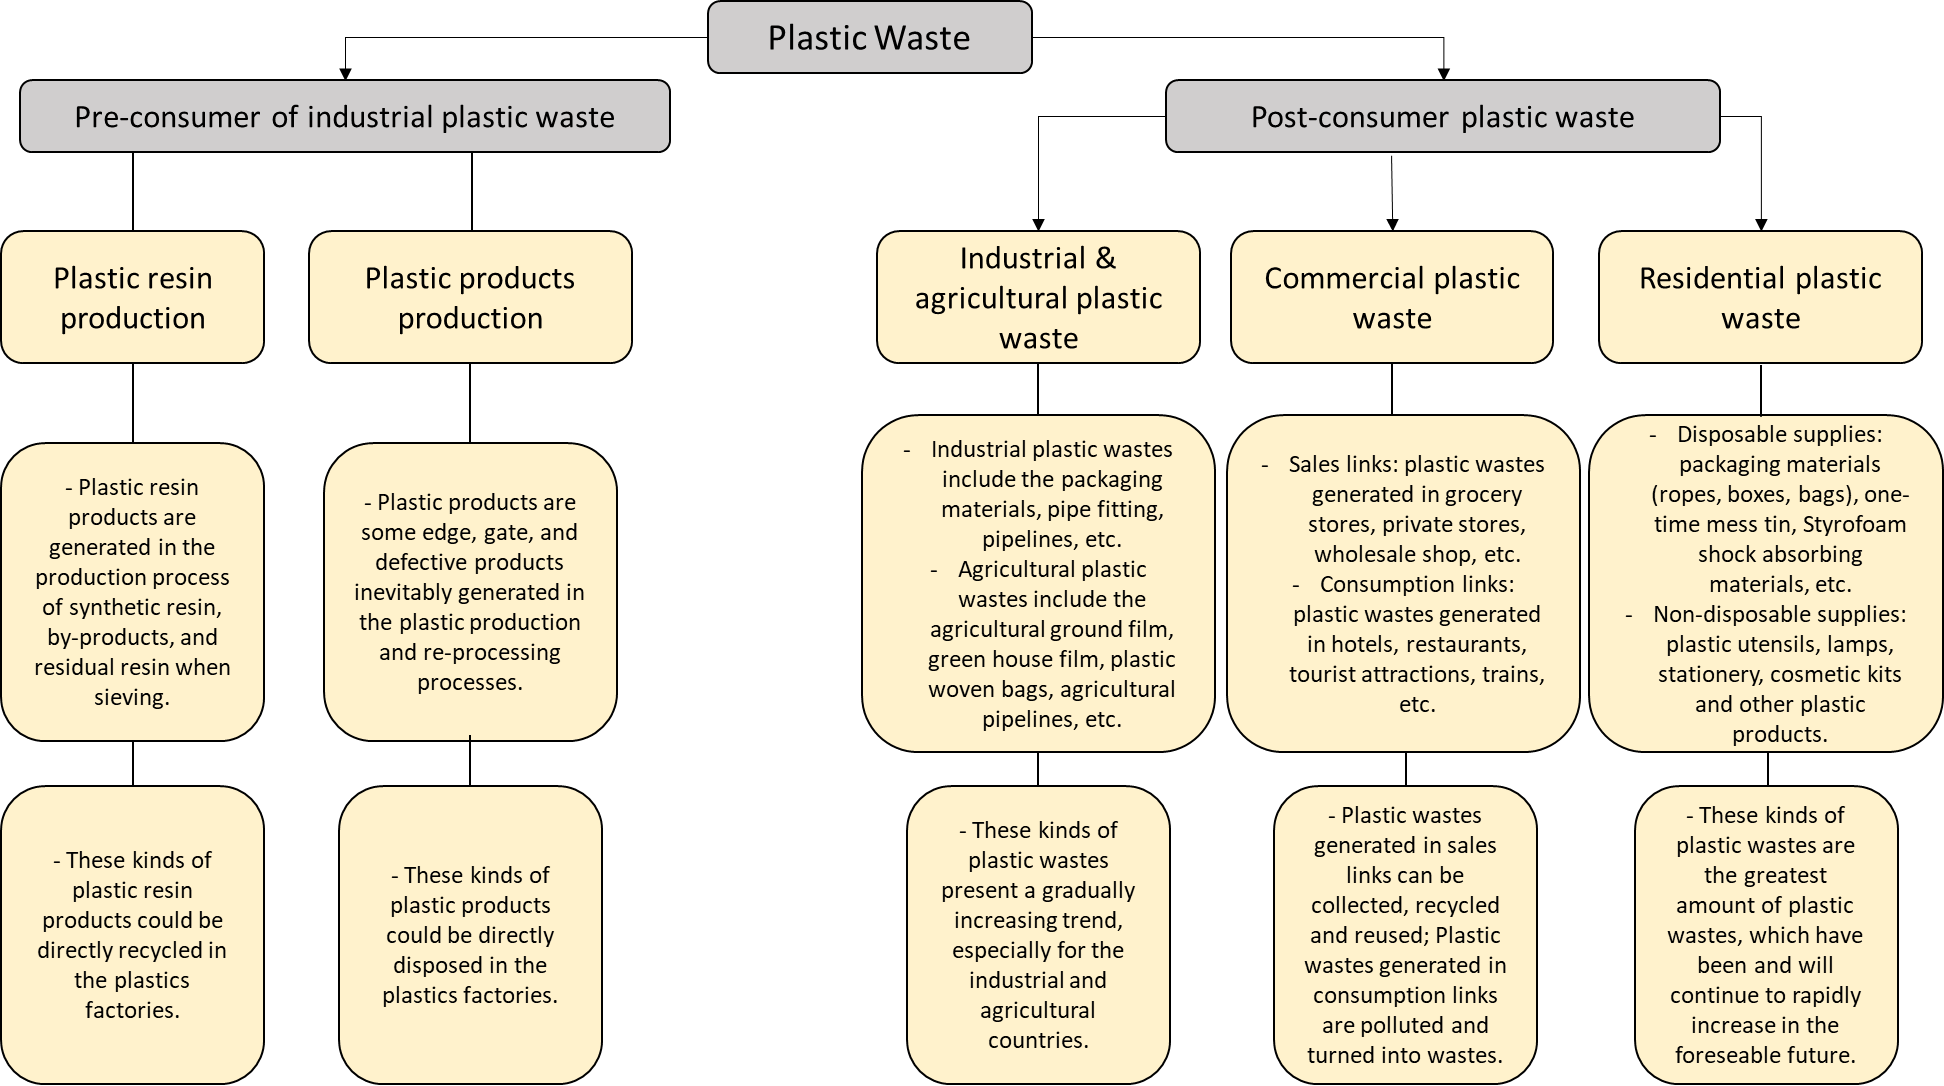 Plastic Waste
Pre-consumer of industrial plastic waste
Post-consumer plastic waste
Plastic resin
production
Plastic products
production
Industrial &
agricultural plastic
waste
Commercial plastic
waste
Residential plastic
waste
- Plastic resin
products are
generated in the
production process
of synthetic resin,
by-products, and
residual resin when
sieving.
- Plastic products are
some edge, gate, and
defective products
inevitably generated in
the plastic production
and re-processing
processes.
- Industrial plastic wastes
include the packaging
materials, pipe fitting,
pipelines, etc.
- Agricultural plastic
wastes include the
agricultural ground film,
green house film, plastic
woven bags, agricultural
pipelines, etc.
- Sales links: plastic wastes
generated in grocery
stores, private stores,
wholesale shop, etc.
- Consumption links:
plastic wastes generated
in hotels, restaurants,
tourist attractions, trains,
etc.
- Disposable supplies:
packaging materials
(ropes, boxes, bags), one-
time mess tin, Styrofoam
shock absorbing
materials, etc.
- Non-disposable supplies:
plastic utensils, lamps,
stationery, cosmetic kits
and other plastic
products.
- These kinds of
plastic resin
products could be
directly recycled in
the plastics
factories.
- These kinds of
plastic products
could be directly
disposed in the
plastics factories.
- These kinds of
plastic wastes
present a gradually
increasing trend,
especially for the
industrial and
agricultural
countries.
- Plastic wastes
generated in sales
links can be
collected, recycled
and reused; Plastic
wastes generated in
consumption links
are polluted and
turned into wastes.
- These kinds of
plastic wastes are
the greatest
amount of plastic
wastes, which have
been and will
continue to rapidly
increase in the
foreseable future.